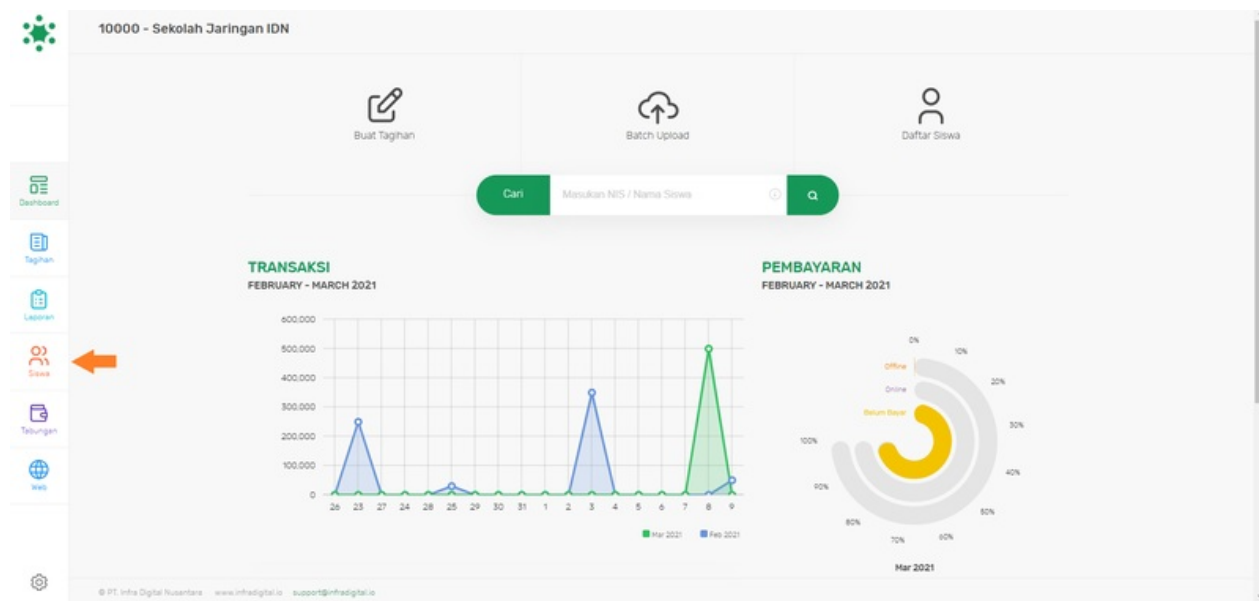 10000 - Sekolah Jaringan IDN
Buat Tagihan
Batch Upload
Daftar Siswa
Cari
Masukan NIS / Nama Siswa
Dashboard
Tagihan
Laporan
Siswa
Tabungan
Web
TRANSAKSI
FEBRUARY - MARCH 2021
600,000
500,000
400,000
300,000
200,000
100,000
0
26 23 27 24 28 25 29 30 31 1 2 3 4 5 6 7 8 9
Mar 2021 Feb 2021
PEMBAYARAN
FEBRUARY - MARCH 2021
Offline
Online
Belum Bayar
0%
10%
20%
30%
40%
50%
60%
70%
80%
90%
100%
Mar 2021
© PT. Infra Digital Nusantara www.infradigital.io support@infradigital.io